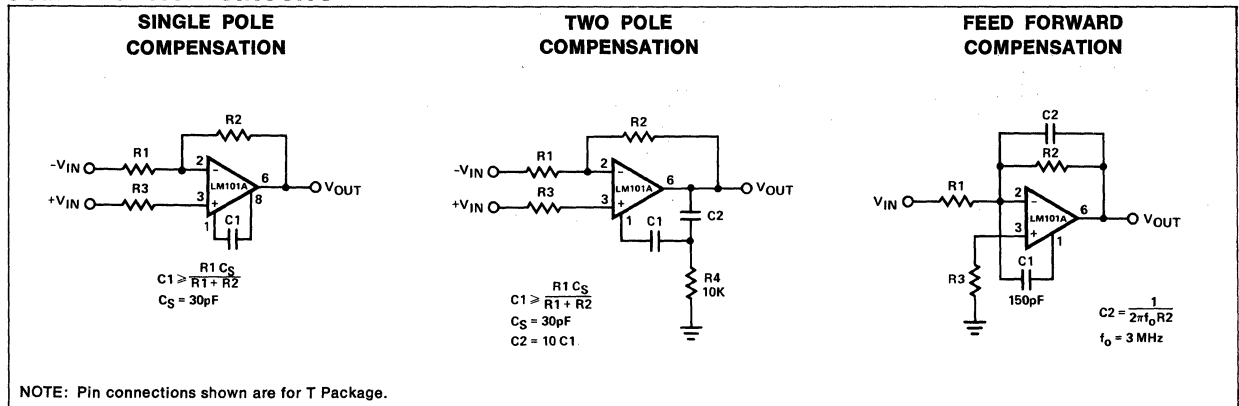 SINGLE POLE
COMPENSATION
R2
-VIN
R1
2
-
LM101A
6
VOUT
+VIN
R3
3
+
8
1
C1
C1 ⩾ R1 CS / R1 + R2
CS = 30pF
TWO POLE
COMPENSATION
R2
-VIN
R1
2
-
LM101A
6
VOUT
+VIN
R3
3
+
1
C1
C2
R4
10K
C1 ⩾ R1 CS / R1 + R2
CS = 30pF
C2 = 10 C1
FEED FORWARD
COMPENSATION
C2
R2
VIN
R1
2
-
LM101A
6
VOUT
3
+
1
R3
C1
150pF
C2 = 1 / 2πfoR2
fo = 3 MHz
NOTE: Pin connections shown are for T Package.